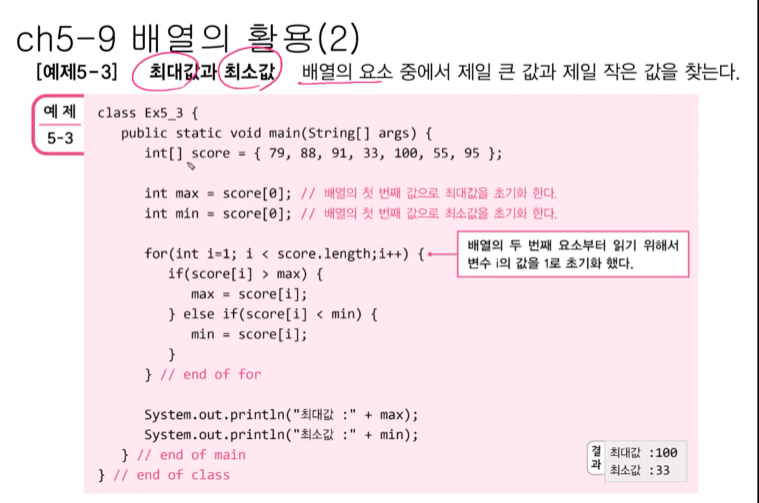 ch5-9 배열의 활용(2)
[예제5-3] 최대값과 최소값 배열의 요소 중에서 제일 큰 값과 제일 작은 값을 찾는다.
예제
5-3
class Ex5_3 {
public static void main(String[] args) {
int[] score = { 79, 88, 91, 33, 100, 55, 95 };
int max = score[0]; // 배열의 첫 번째 값으로 최대값을 초기화 한다.
int min = score[0]; // 배열의 첫 번째 값으로 최소값을 초기화 한다.
for(int i=1; i < score.length;i++) {
배열의 두 번째 요소부터 읽기 위해서
변수 i의 값을 1로 초기화 했다.
if(score[i] > max) {
max = score[i];
} else if(score[i] < min) {
min = score[i];
}
} // end of for
System.out.println("최대값 :" + max);
System.out.println("최소값 :" + min);
} // end of main
} // end of class
결과
최대값 :100
최소값 :33